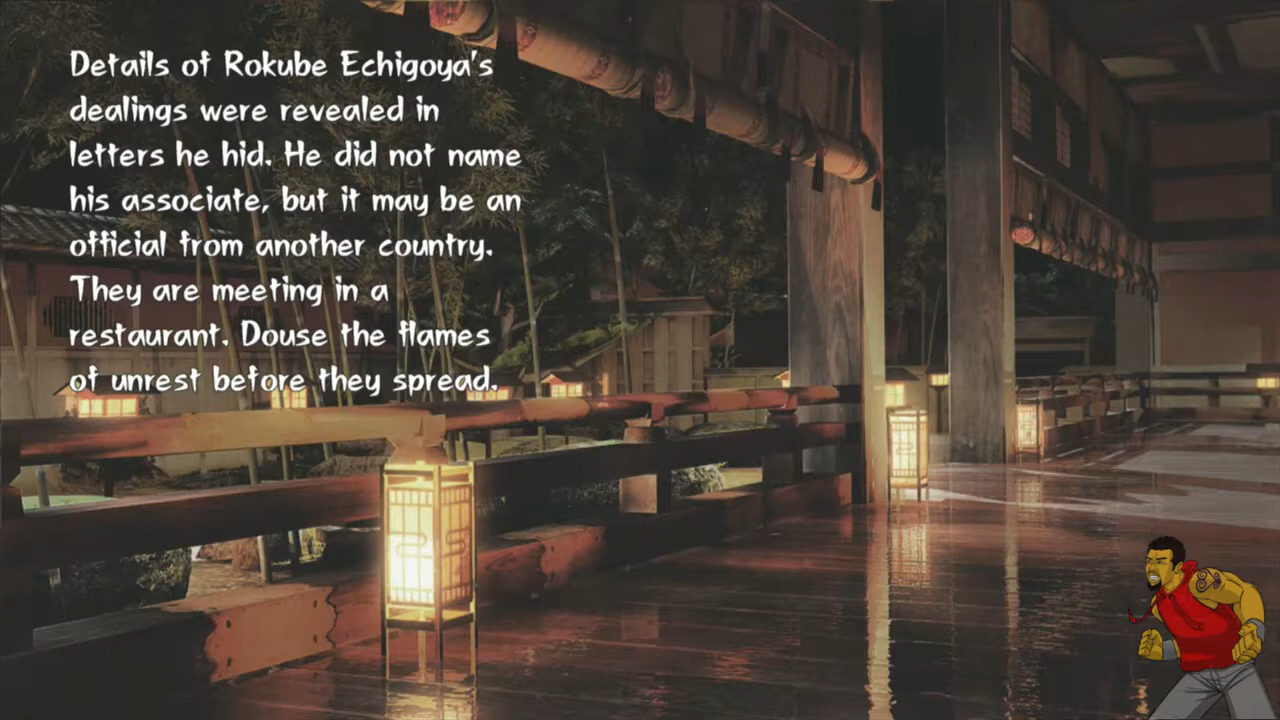 Details of Rokube Echigoya's
dealings were revealed in
letters he hid. He did not name
his associate, but it may be an
official from another country.
They are meeting in a
restaurant. Douse the flames
of unrest before they spread.